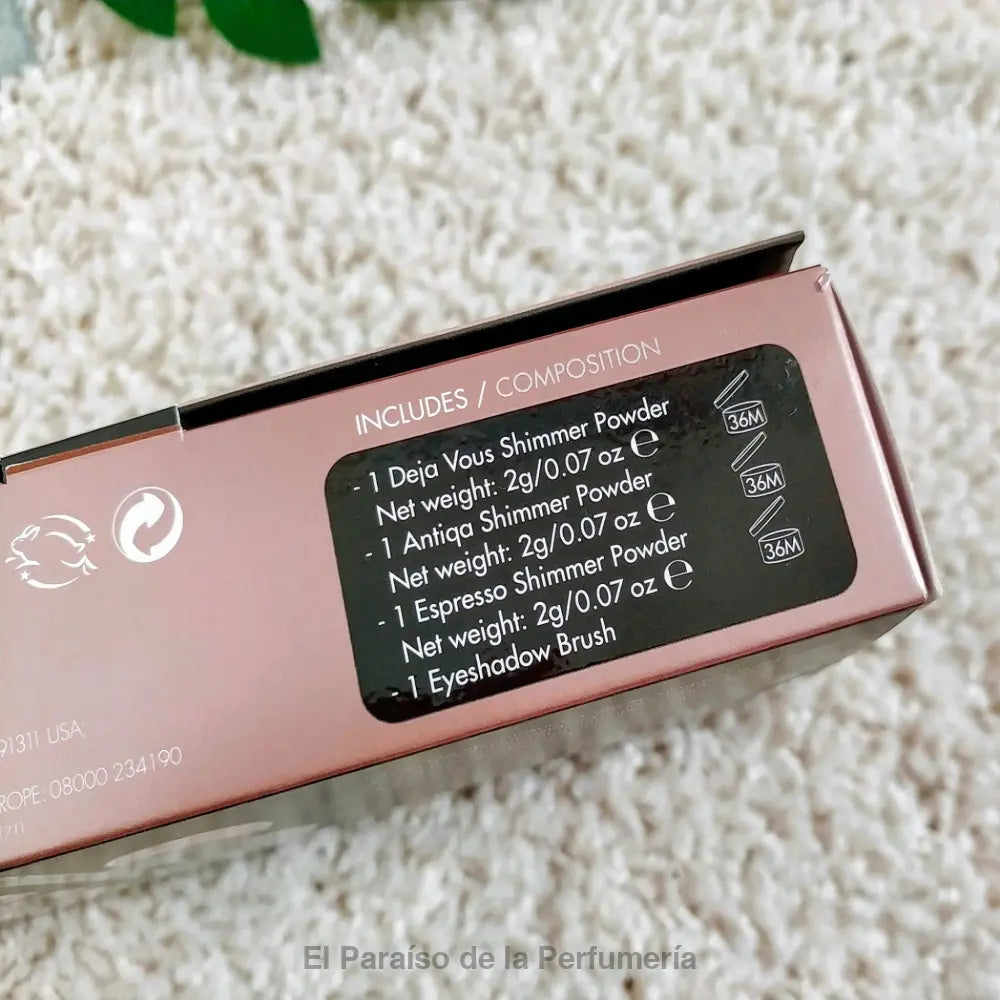 INCLUDES / COMPOSITION
- 1 Deja Vous Shimmer Powder
Net weight: 2g/0.07 oz ℮
36M
- 1 Antiqa Shimmer Powder
Net weight: 2g/0.07 oz ℮
36M
- 1 Espresso Shimmer Powder
Net weight: 2g/0.07 oz ℮
36M
- 1 Eyeshadow Brush
91311 USA,
ROPE: 08000 234190
1711
El Paraíso de la Perfumería